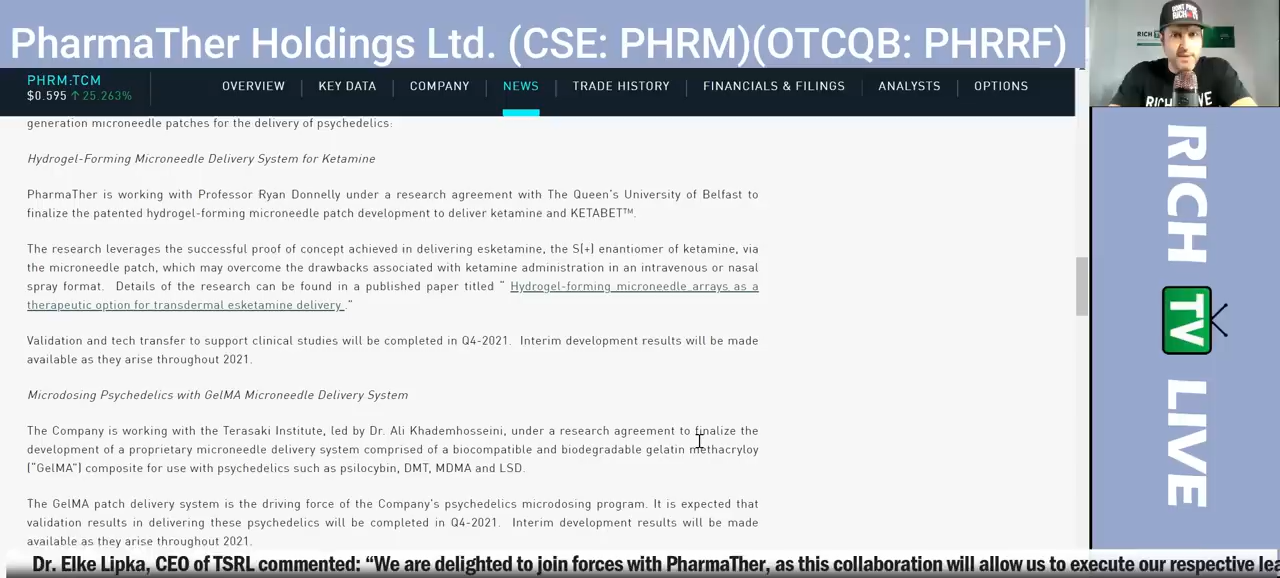 PharmaTher Holdings Ltd. (CSE: PHRM)(OTCQB: PHRRF)
PHRM:TCM
$0.595 ↑ 25.263%
OVERVIEW
KEY DATA
COMPANY
NEWS
TRADE HISTORY
FINANCIALS & FILINGS
ANALYSTS
OPTIONS
generation microneedle patches for the delivery of psychedelics:
Hydrogel-Forming Microneedle Delivery System for Ketamine
PharmaTher is working with Professor Ryan Donnelly under a research agreement with The Queen's University of Belfast to
finalize the patented hydrogel-forming microneedle patch development to deliver ketamine and KETABET™.
The research leverages the successful proof of concept achieved in delivering esketamine, the S(+) enantiomer of ketamine, via
the microneedle patch, which may overcome the drawbacks associated with ketamine administration in an intravenous or nasal
spray format. Details of the research can be found in a published paper titled " Hydrogel-forming microneedle arrays as a
therapeutic option for transdermal esketamine delivery ."
Validation and tech transfer to support clinical studies will be completed in Q4-2021. Interim development results will be made
available as they arise throughout 2021.
Microdosing Psychedelics with GelMA Microneedle Delivery System
The Company is working with the Terasaki Institute, led by Dr. Ali Khademhosseini, under a research agreement to finalize the
development of a proprietary microneedle delivery system comprised of a biocompatible and biodegradable gelatin methacryloy
("GelMA") composite for use with psychedelics such as psilocybin, DMT, MDMA and LSD.
The GelMA patch delivery system is the driving force of the Company's psychedelics microdosing program. It is expected that
validation results in delivering these psychedelics will be completed in Q4-2021. Interim development results will be made
available as they arise throughout 2021.
RICH
TV
LIVE
Dr. Elke Lipka, CEO of TSRL commented: “We are delighted to join forces with PharmaTher, as this collaboration will allow us to execute our respective lea